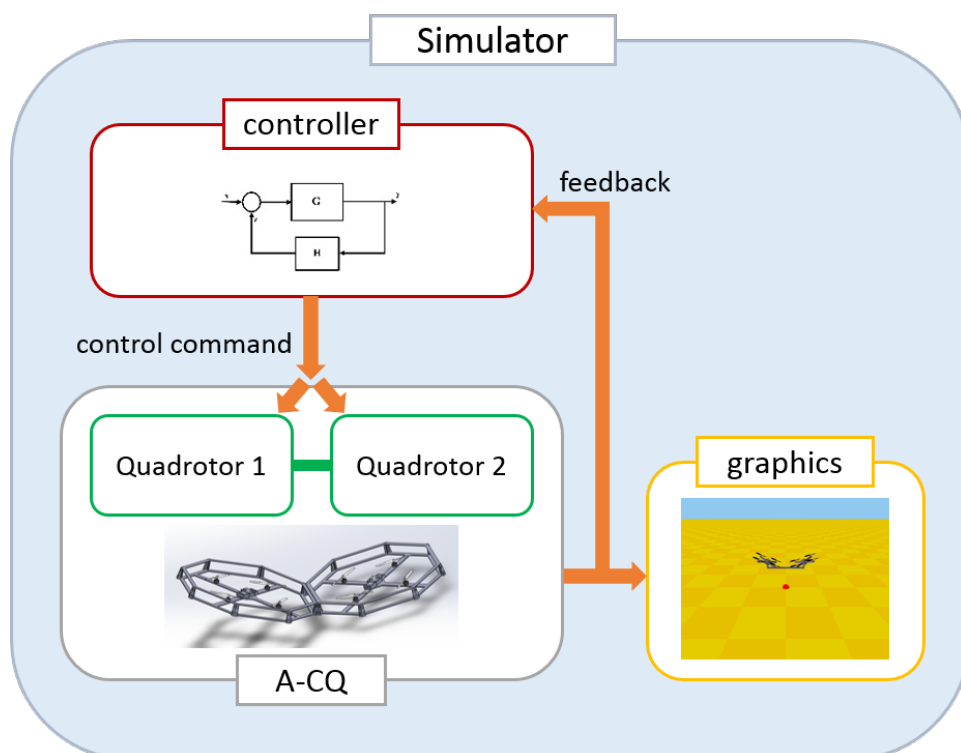 Simulator
controller
G
H
feedback
control command
Quadrotor 1
Quadrotor 2
graphics
A-CQ